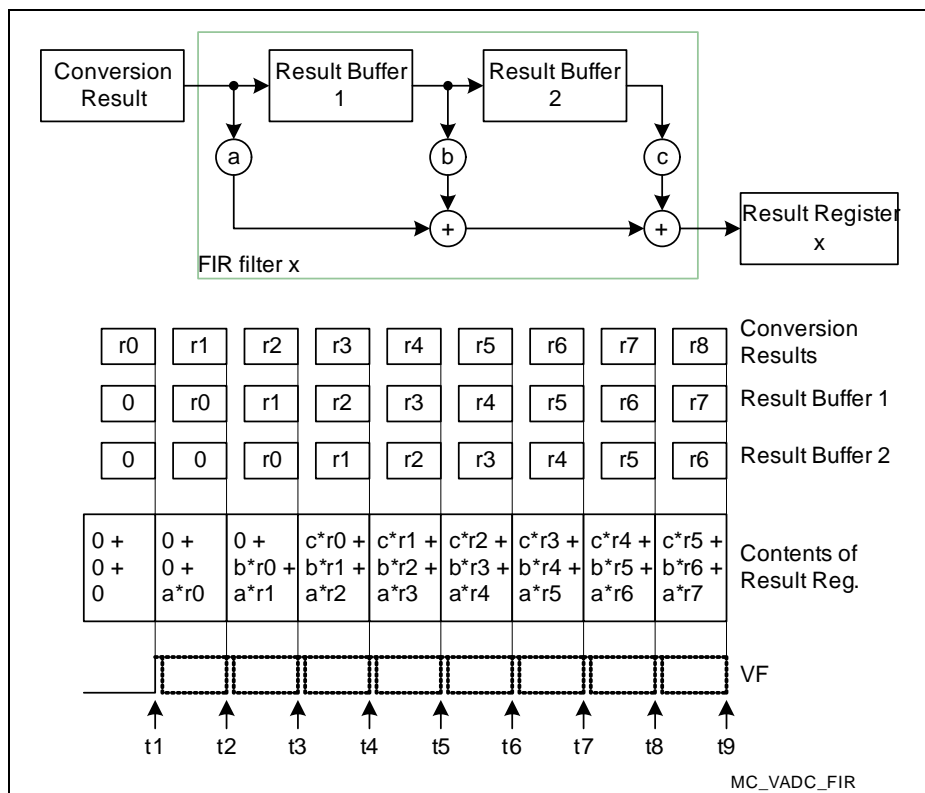 Conversion
Result
Result Buffer
1
Result Buffer
2
a
b
c
+
+
Result Register
x
FIR filter x
r0 r1 r2 r3 r4 r5 r6 r7 r8
Conversion
Results
0 r0 r1 r2 r3 r4 r5 r6 r7 Result Buffer 1
0 0 r0 r1 r2 r3 r4 r5 r6 Result Buffer 2
0 + 0 + 0 + c*r0 + c*r1 + c*r2 + c*r3 + c*r4 + c*r5 +
0 + 0 + b*r0 + b*r1 + b*r2 + b*r3 + b*r4 + b*r5 + b*r6 +
0 a*r0 a*r1 a*r2 a*r3 a*r4 a*r5 a*r6 a*r7
Contents of
Result Reg.
VF
t1 t2 t3 t4 t5 t6 t7 t8 t9
MC_VADC_FIR